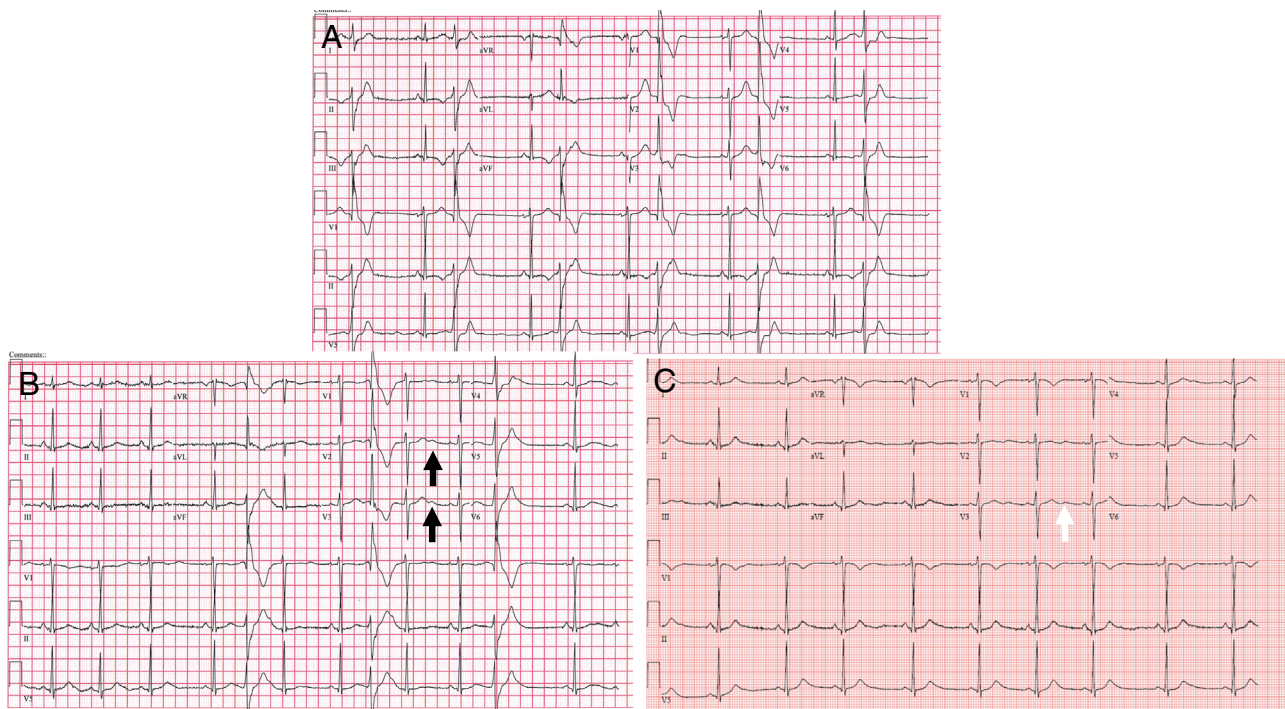 Comments::
A
I aVR V1 V4
II aVL V2 V5
III aVF V3 V6
V1
II
V5
Comments::
B
I aVR V1 V4
II aVL V2 V5
III aVF V3 V6
V1
II
V5
C
I aVR V1 V4
II aVL V2 V5
III aVF V3 V6
V1
II
V5